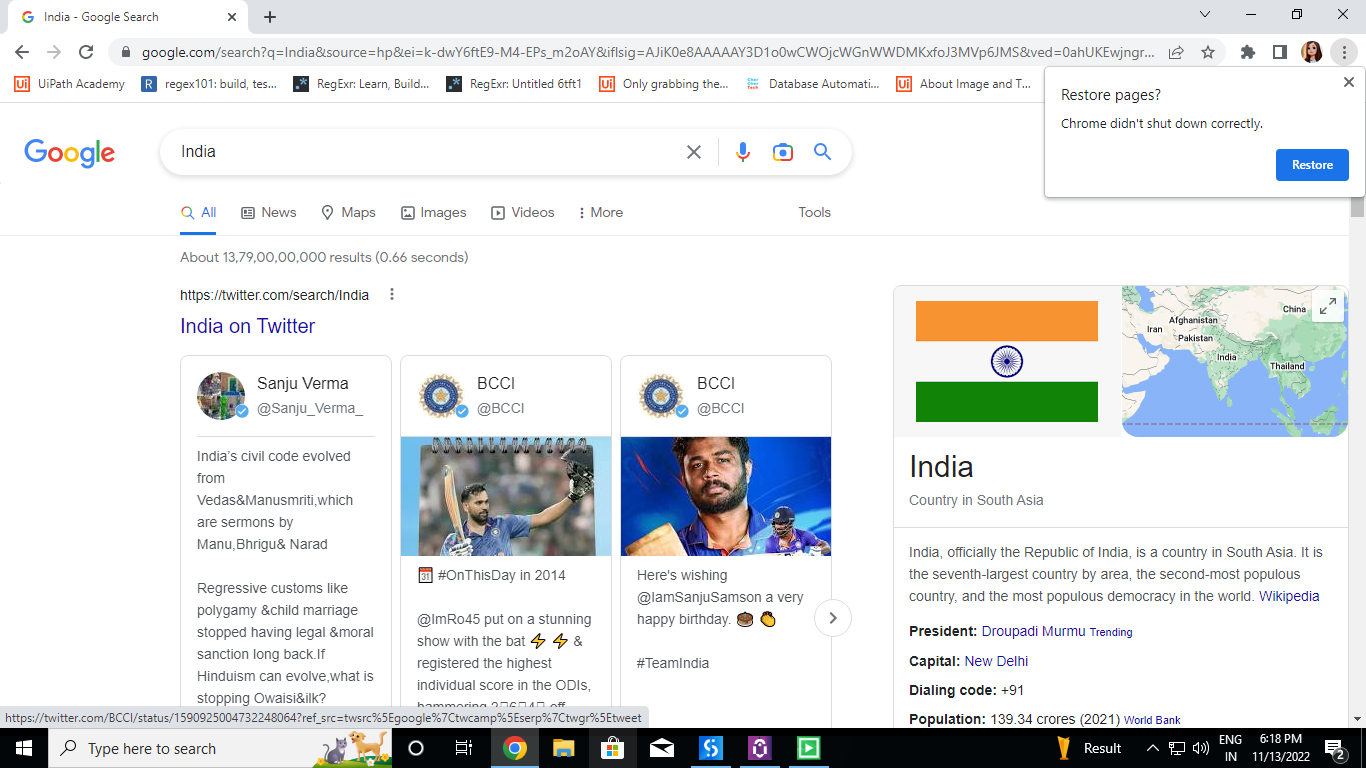 India - Google Search
google.com/search?q=India&source=hp&ei=k-dwY6ftE9-M4-EPs_m2oAY&iflsig=AJiK0e8AAAAAY3D1o0wCWOjcWGnWWDMKxfoJ3MVp6JMS&ved=0ahUKEwjngr...
UiPath Academy
regex101: build, tes...
RegExr: Learn, Build...
RegExr: Untitled 6tft1
Only grabbing the...
Database Automati...
About Image and T...
Restore pages?
Chrome didn't shut down correctly.
Restore
Google
India
All
News
Maps
Images
Videos
More
Tools
About 13,79,00,00,000 results (0.66 seconds)
https://twitter.com/search/India
India on Twitter
Sanju Verma
@Sanju_Verma_
India's civil code evolved
from
Vedas&Manusmriti,which
are sermons by
Manu,Bhrigu& Narad
Regressive customs like
polygamy &child marriage
stopped having legal &moral
sanction long back.If
Hinduism can evolve,what is
stopping Owaisi&ilk?
BCCI
@BCCI
📅 #OnThisDay in 2014
@ImRo45 put on a stunning
show with the bat ⚡ ⚡ &
registered the highest
individual score in the ODIs,
BCCI
@BCCI
Here's wishing
@IamSanjuSamson a very
happy birthday. 🎂 👏
#TeamIndia
China
Afghanistan
Iran
Pakistan
India
Thailand
India
Country in South Asia
India, officially the Republic of India, is a country in South Asia. It is
the seventh-largest country by area, the second-most populous
country, and the most populous democracy in the world. Wikipedia
President: Droupadi Murmu Trending
Capital: New Delhi
Dialing code: +91
Population: 139.34 crores (2021) World Bank
https://twitter.com/BCCI/status/1590925004732248064?ref_src=twsrc%5Egoogle%7Ctwcamp%5Eserp%7Ctwgr%5Etweet
Type here to search
Result
ENG
IN
6:18 PM
11/13/2022
2